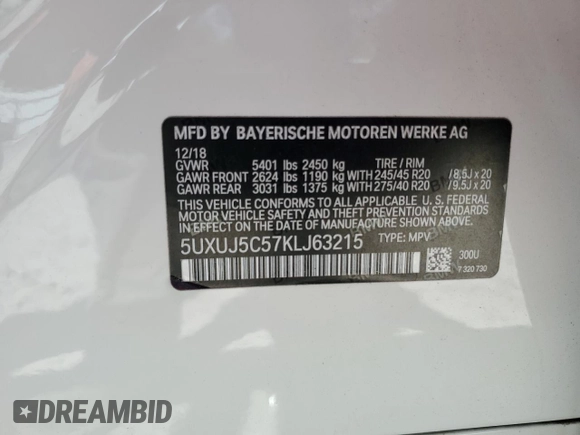 MFD BY BAYERISCHE MOTOREN WERKE AG
12/18
GVWR 5401 lbs 2450 kg TIRE / RIM
GAWR FRONT 2624 lbs 1190 kg WITH 245/45 R20 / 8.5J x 20
GAWR REAR 3031 lbs 1375 kg WITH 275/40 R20 / 9.5J x 20
THIS VEHICLE CONFORMS TO ALL APPLICABLE U. S. FEDERAL
MOTOR VEHICLE SAFETY STANDARDS IN EFFECT ON THE
DATE OF MANUFACTURE SHOWN ABOVE.
5UXUJ5C57KLJ63215 TYPE: MPV
300U
7 320 730
DREAMBID